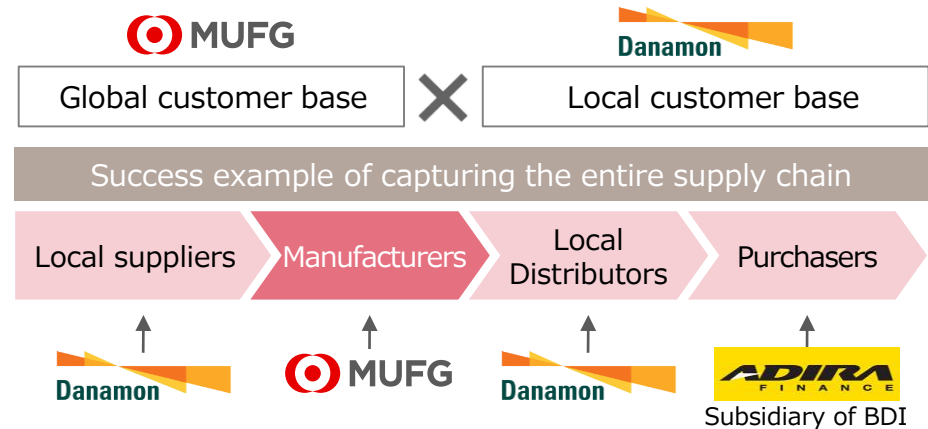 MUFG
Danamon
Global customer base
Local customer base
Success example of capturing the entire supply chain
Local suppliers
Manufacturers
Local
Distributors
Purchasers
Danamon
MUFG
Danamon
ADIRA
FINANCE
Subsidiary of BDI